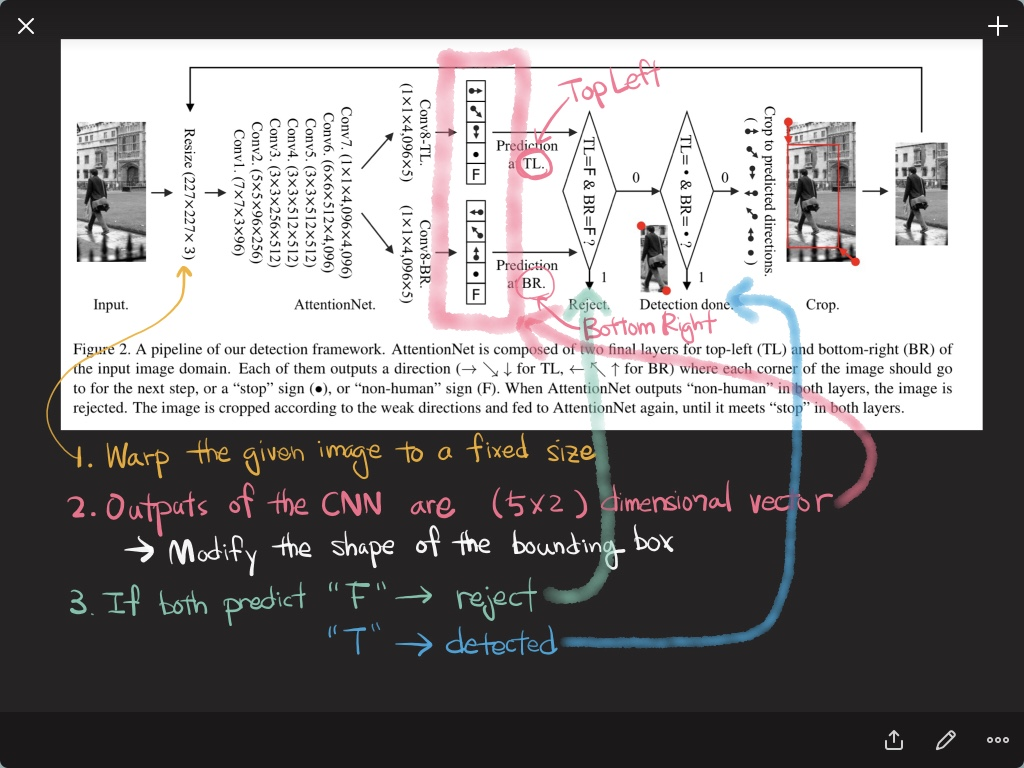 Resize (227×227×3)
Conv1. (7×7×3×96)
Conv2. (5×5×96×256)
Conv3. (3×3×256×512)
Conv4. (3×3×512×512)
Conv5. (3×3×512×512)
Conv6. (6×6×512×4,096)
Conv7. (1×1×4,096×4,096)
Conv8-TL.
(1×1×4,096×5)
Conv8-BR.
(1×1×4,096×5)
F
F
Top Left
Prediction
at TL.
Prediction
at BR.
Bottom Right
TL=F & BR=F?
0
1
TL=• & BR=•?
0
1
Crop to predicted directions.
(→ ↘ ↓ ← ↖ ↑ •)
Input.
AttentionNet.
Reject.
Detection done.
Crop.
Figure 2. A pipeline of our detection framework. AttentionNet is composed of two final layers for top-left (TL) and bottom-right (BR) of
the input image domain. Each of them outputs a direction (→ ↘ ↓ for TL, ← ↖ ↑ for BR) where each corner of the image should go
to for the next step, or a “stop” sign (•), or “non-human” sign (F). When AttentionNet outputs “non-human” in both layers, the image is
rejected. The image is cropped according to the weak directions and fed to AttentionNet again, until it meets “stop” in both layers.
1. Warp the given image to a fixed size
2. Outputs of the CNN are (5×2) dimensional vector
→ Modify the shape of the bounding box
3. If both predict "F" → reject
"T" → detected